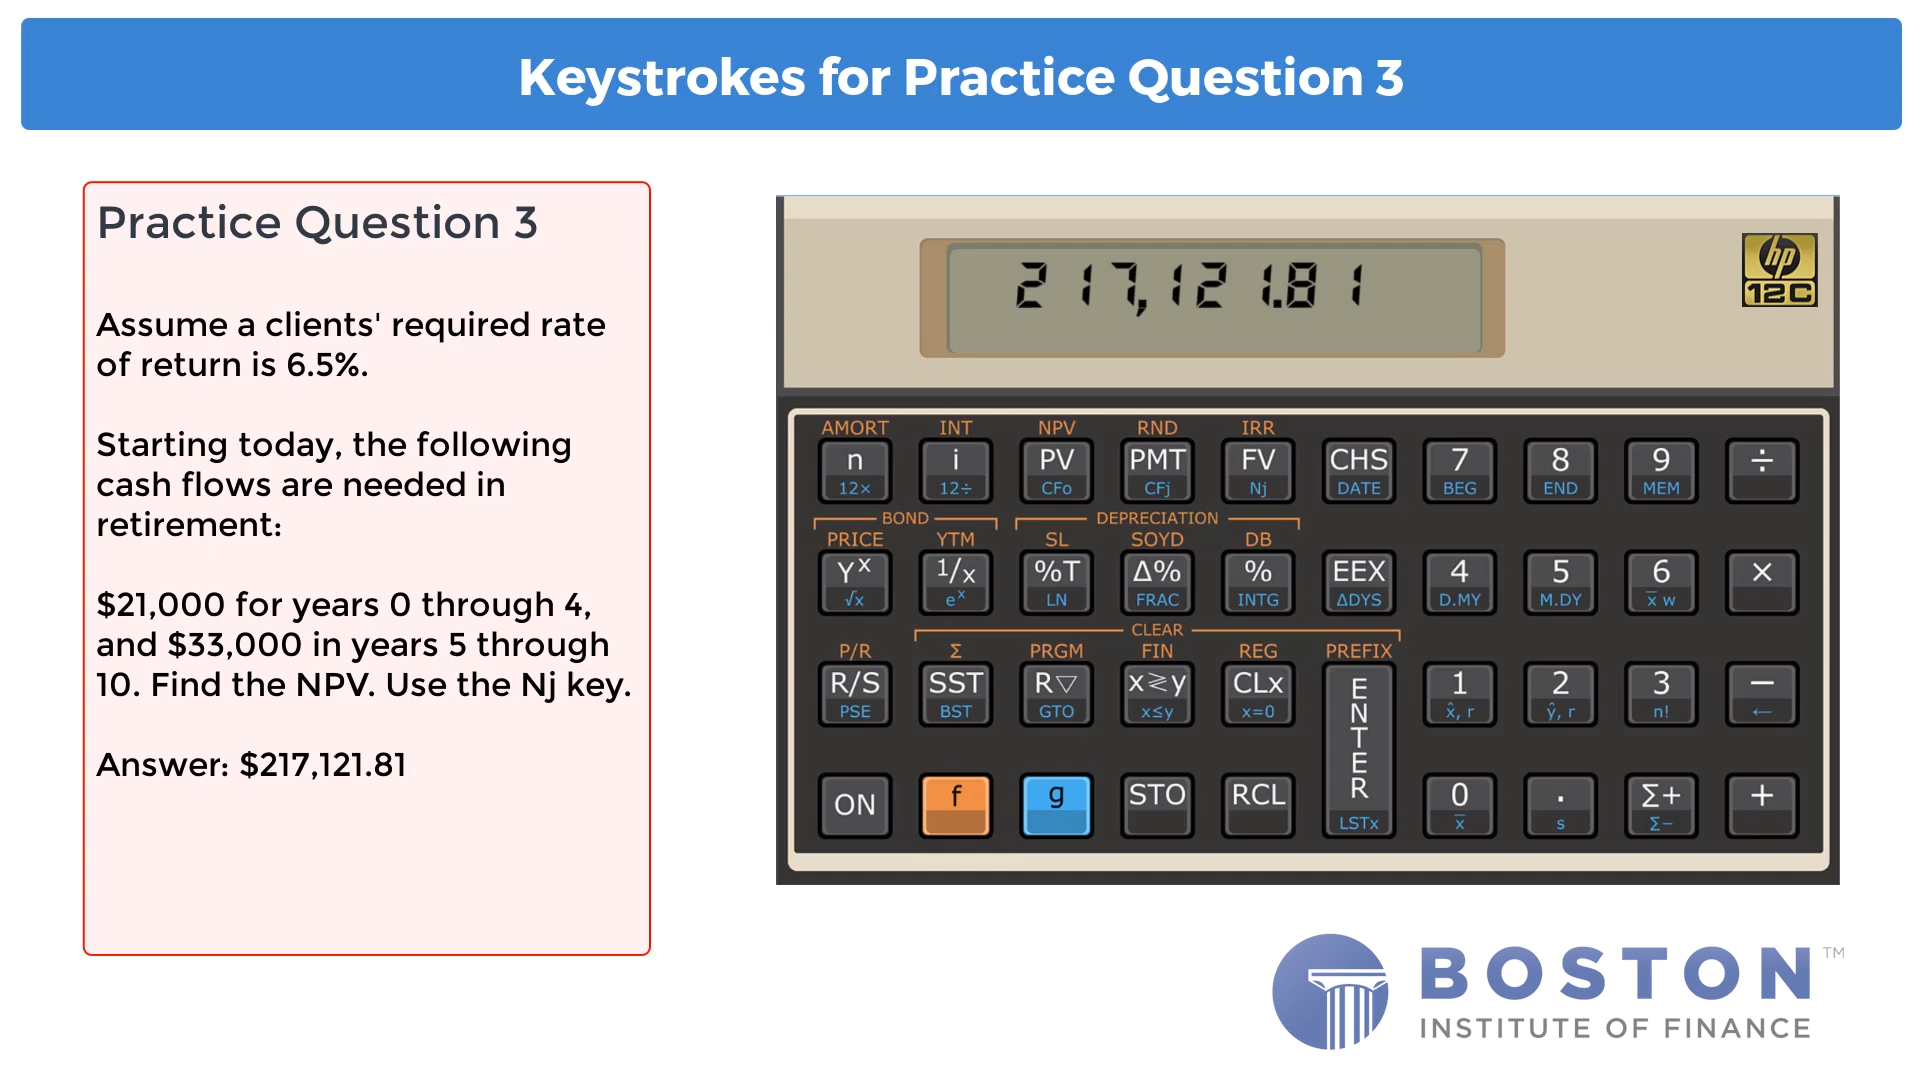 Keystrokes for Practice Question 3
Practice Question 3
Assume a clients' required rate
of return is 6.5%.
Starting today, the following
cash flows are needed in
retirement:
$21,000 for years 0 through 4,
and $33,000 in years 5 through
10. Find the NPV. Use the Nj key.
Answer: $217,121.81
217,121.81
hp
12C
AMORT INT NPV RND IRR
n i PV PMT FV CHS 7 8 9 ÷
12× 12÷ CFo CFj Nj DATE BEG END MEM
BOND DEPRECIATION
PRICE YTM SL SOYD DB
Yˣ 1/x %T Δ% % EEX 4 5 6 ×
√x eˣ LN FRAC INTG ΔDYS D.MY M.DY x̅ w
CLEAR
P/R Σ PRGM FIN REG PREFIX
R/S SST R▽ x≷y CLx ENTER 1 2 3 −
PSE BST GTO x≤y x=0 x̂, r ŷ, r n! ←
ON f g STO RCL 0 . Σ+ +
LSTx x̅ s Σ−
BOSTON™
INSTITUTE OF FINANCE